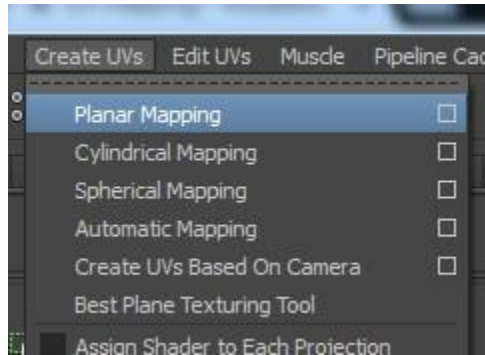 Create UVs Edit UVs Muscle Pipeline Cac
Planar Mapping
Cylindrical Mapping
Spherical Mapping
Automatic Mapping
Create UVs Based On Camera
Best Plane Texturing Tool
Assign Shader to Each Projection